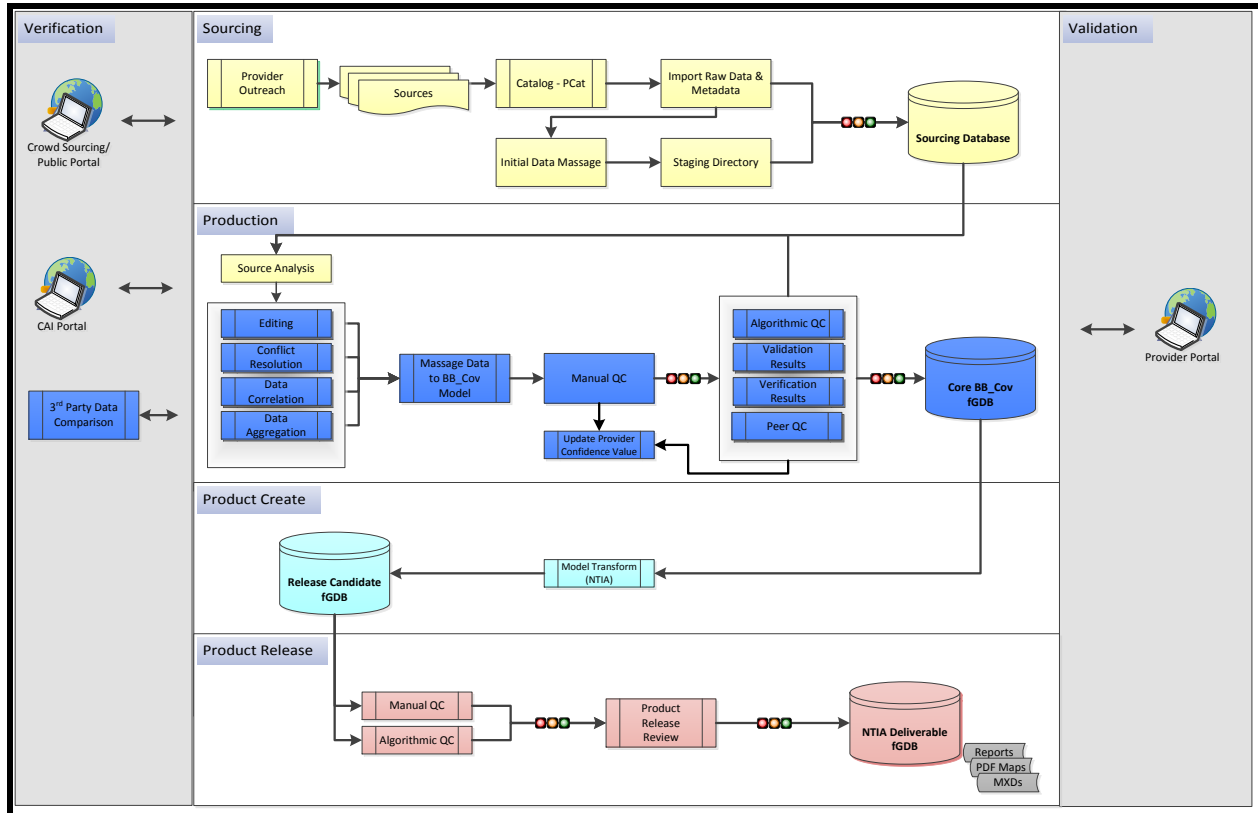 Verification
Crowd Sourcing/
Public Portal
CAI Portal
3rd Party Data
Comparison
Sourcing
Provider
Outreach
Sources
Catalog - PCat
Import Raw Data &
Metadata
Initial Data Massage
Staging Directory
Sourcing Database
Production
Source Analysis
Editing
Conflict
Resolution
Data
Correlation
Data
Aggregation
Massage Data
to BB_Cov
Model
Manual QC
Update Provider
Confidence Value
Algorithmic QC
Validation
Results
Verification
Results
Peer QC
Core BB_Cov
fGDB
Product Create
Release Candidate
fGDB
Model Transform
(NTIA)
Product Release
Manual QC
Algorithmic QC
Product
Release
Review
NTIA Deliverable
fGDB
Reports
PDF Maps
MXDs
Validation
Provider Portal